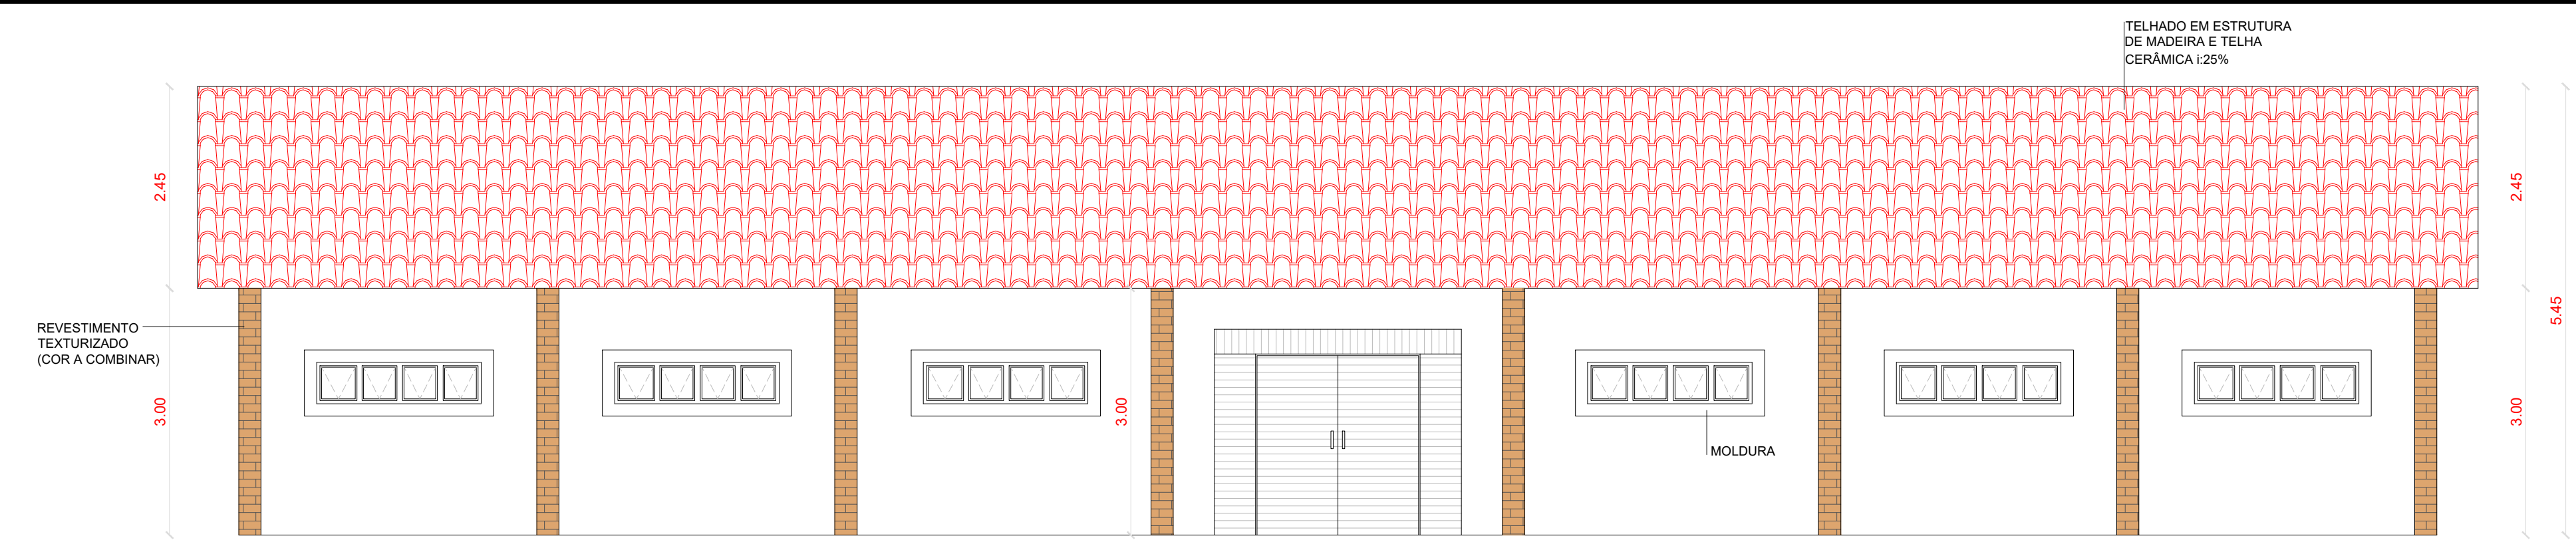 TELHADO EM ESTRUTURA
DE MADEIRA E TELHA
CERÂMICA i:25%
2.45
2.45
5.45
REVESTIMENTO
TEXTURIZADO
(COR A COMBINAR)
3.00
3.00
3.00
MOLDURA